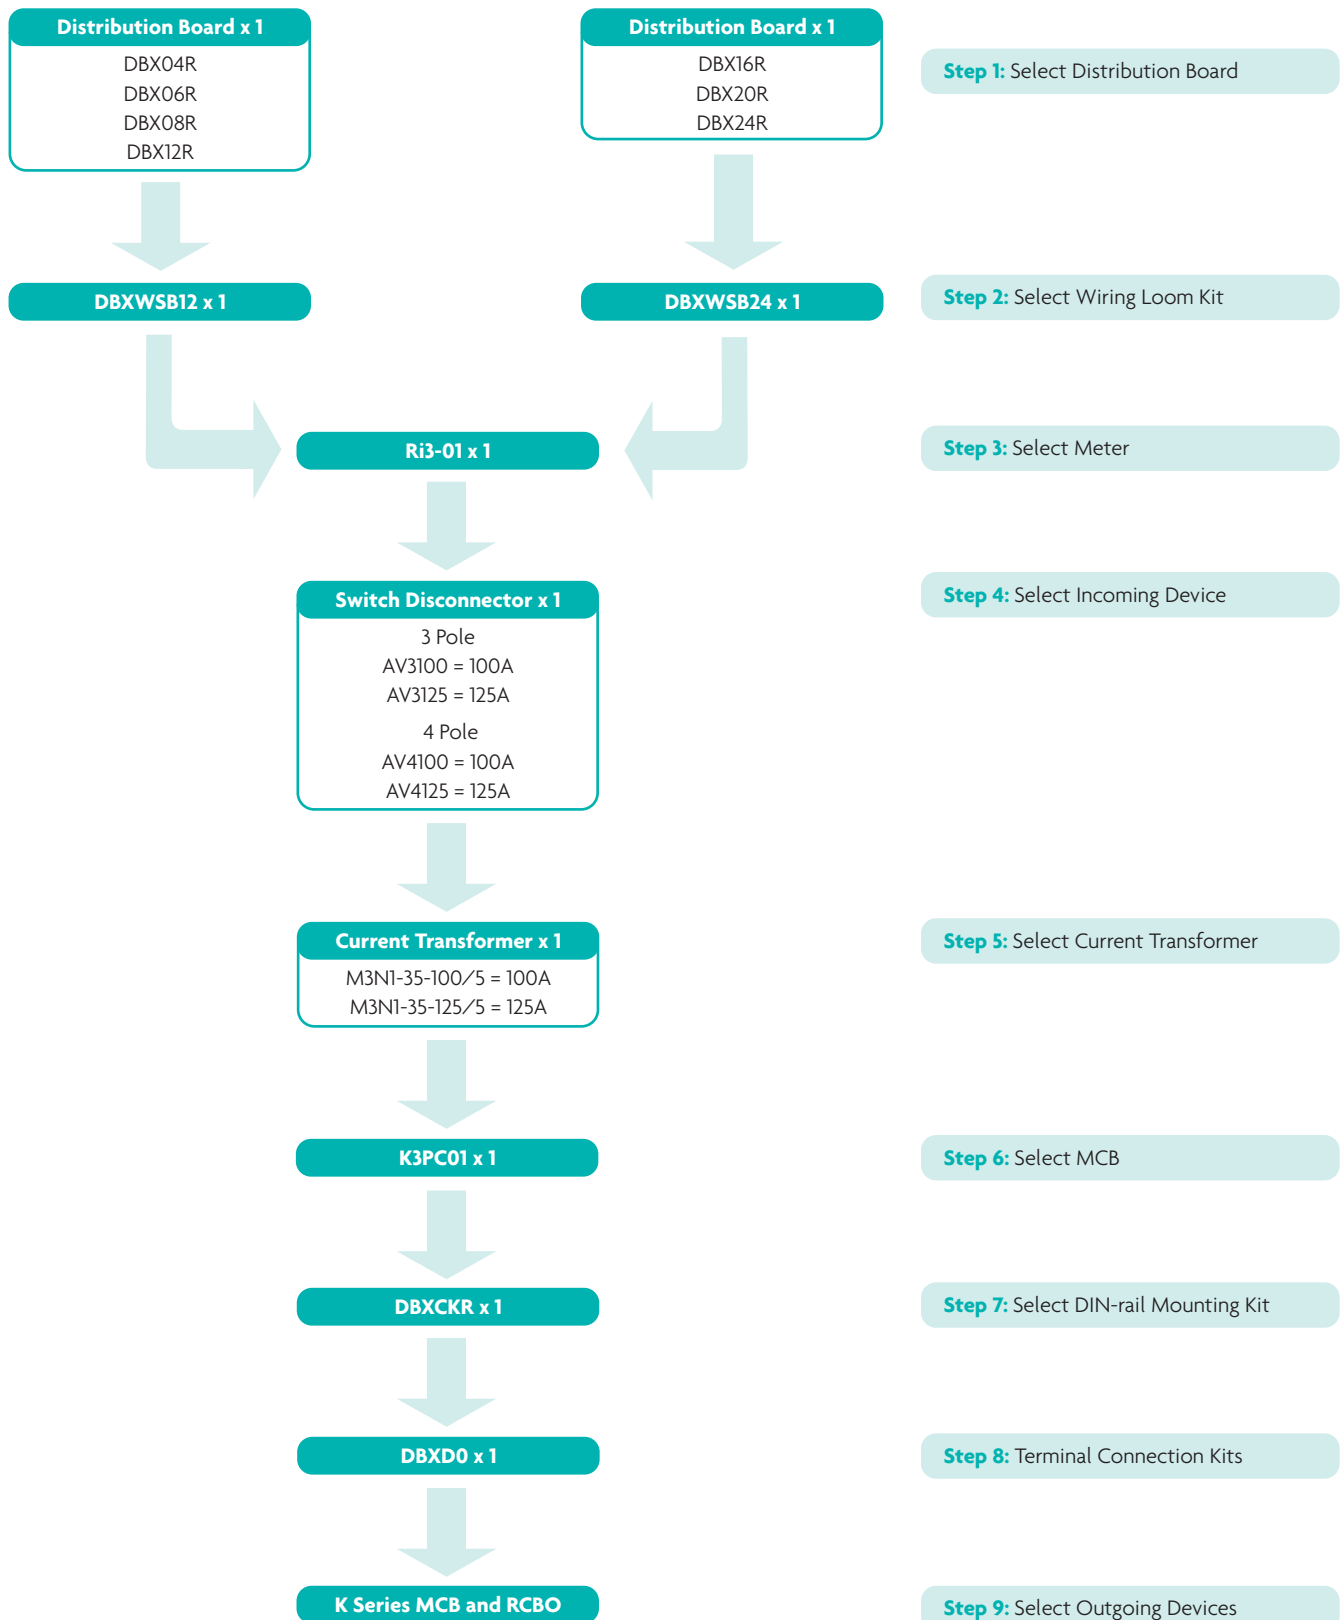 Distribution Board x 1
DBX04R
DBX06R
DBX08R
DBX12R
Distribution Board x 1
DBX16R
DBX20R
DBX24R
Step 1: Select Distribution Board
DBXWSB12 x 1
DBXWSB24 x 1
Step 2: Select Wiring Loom Kit
Ri3-01 x 1
Step 3: Select Meter
Switch Disconnector x 1
3 Pole
AV3100 = 100A
AV3125 = 125A
4 Pole
AV4100 = 100A
AV4125 = 125A
Step 4: Select Incoming Device
Current Transformer x 1
M3N1-35-100/5 = 100A
M3N1-35-125/5 = 125A
Step 5: Select Current Transformer
K3PC01 x 1
Step 6: Select MCB
DBXCKR x 1
Step 7: Select DIN-rail Mounting Kit
DBXD0 x 1
Step 8: Terminal Connection Kits
K Series MCB and RCBO
Step 9: Select Outgoing Devices